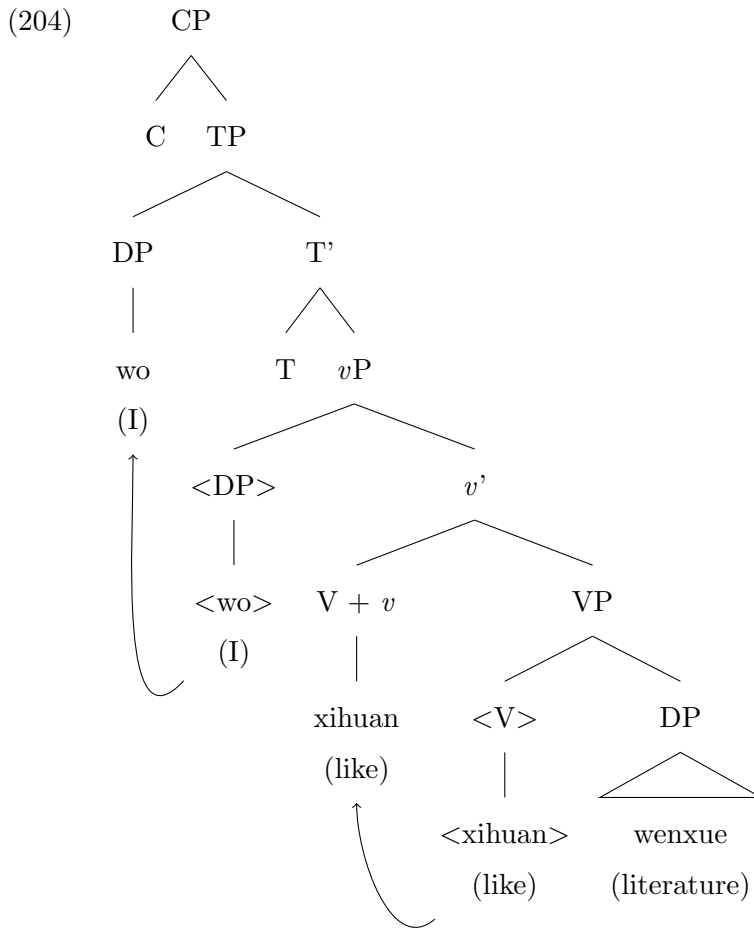 (204) CP
C TP
DP T’
wo T vP
(I)
<DP> v’
<wo> V + v VP
(I)
xihuan <V> DP
(like)
<xihuan> wenxue
(like) (literature)